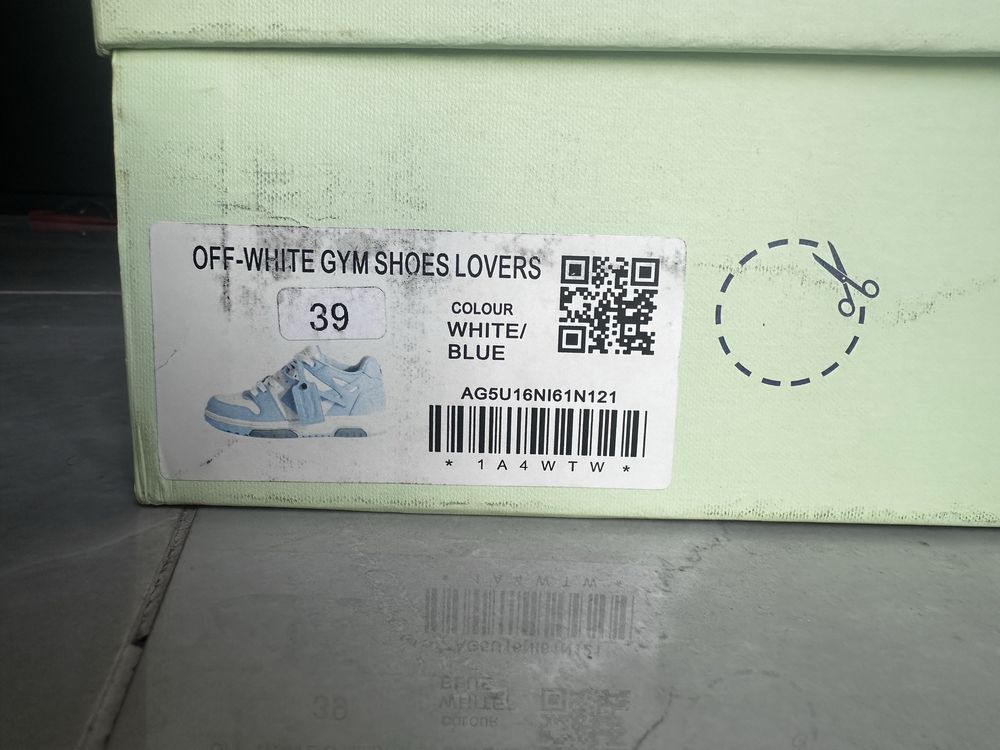 OFF-WHITE GYM SHOES LOVERS
39
COLOUR
WHITE/
BLUE
AG5U16NI61N121
* 1A4WTW *